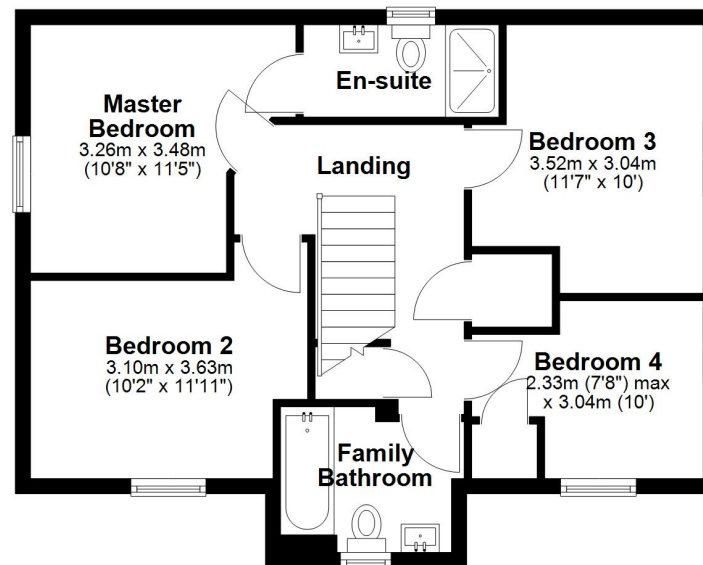 Master
Bedroom
3.26m x 3.48m
(10'8" x 11'5")
En-suite
Landing
Bedroom 3
3.52m x 3.04m
(11'7" x 10')
Bedroom 2
3.10m x 3.63m
(10'2" x 11'11")
Bedroom 4
2.33m (7'8") max
x 3.04m (10')
Family
Bathroom